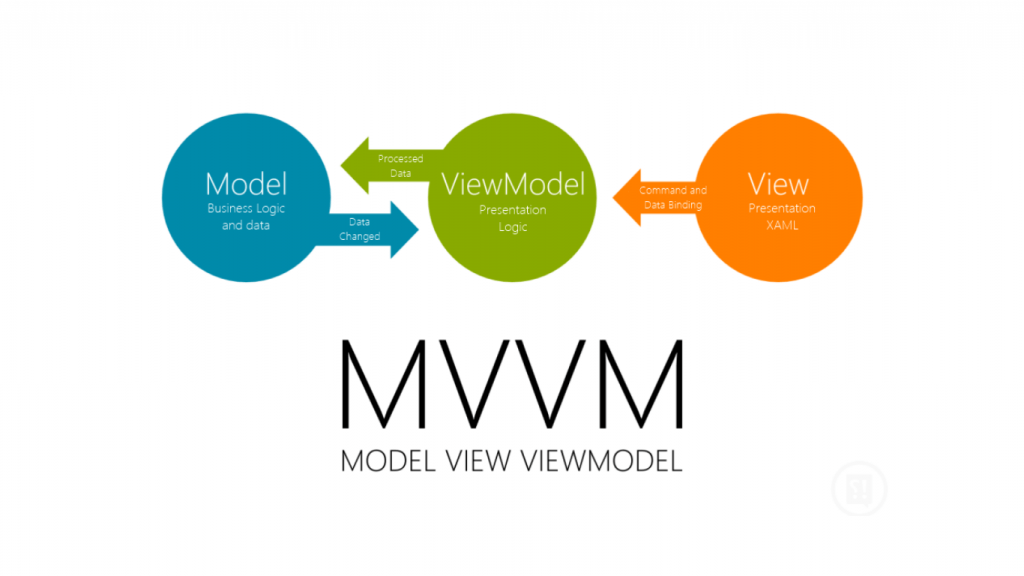 Model
Business Logic
and data
Processed
Data
Data
Changed
ViewModel
Presentation
Logic
Command and
Data Binding
View
Presentation
XAML
MVVM
MODEL VIEW VIEWMODEL